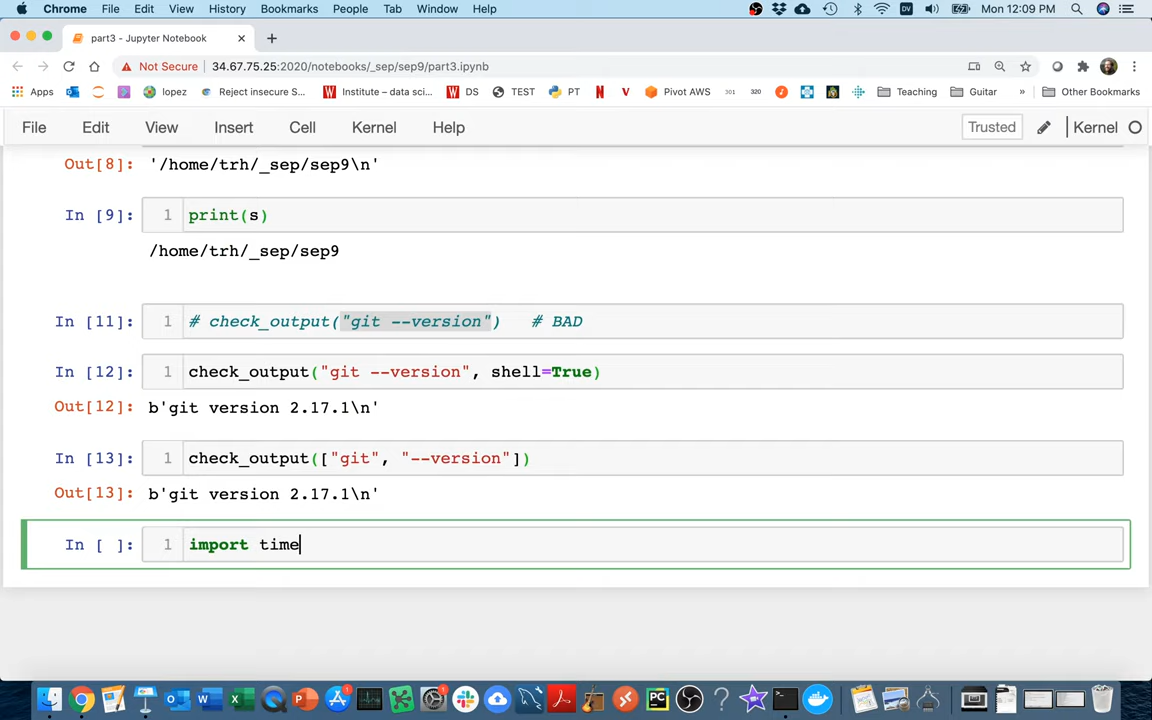 Chrome File Edit View History Bookmarks People Tab Window Help Mon 12:09 PM
part3 - Jupyter Notebook
Not Secure 34.67.75.25:2020/notebooks/_sep/sep9/part3.ipynb
Apps lopez Reject insecure S... Institute – data sci... DS TEST PT Pivot AWS 301 320 Teaching Guitar » Other Bookmarks
File Edit View Insert Cell Kernel Help Trusted Kernel
Out[8]: '/home/trh/_sep/sep9\n'
In [9]: 1 print(s)
/home/trh/_sep/sep9
In [11]: 1 # check_output("git --version") # BAD
In [12]: 1 check_output("git --version", shell=True)
Out[12]: b'git version 2.17.1\n'
In [13]: 1 check_output(["git", "--version"])
Out[13]: b'git version 2.17.1\n'
In [ ]: 1 import time